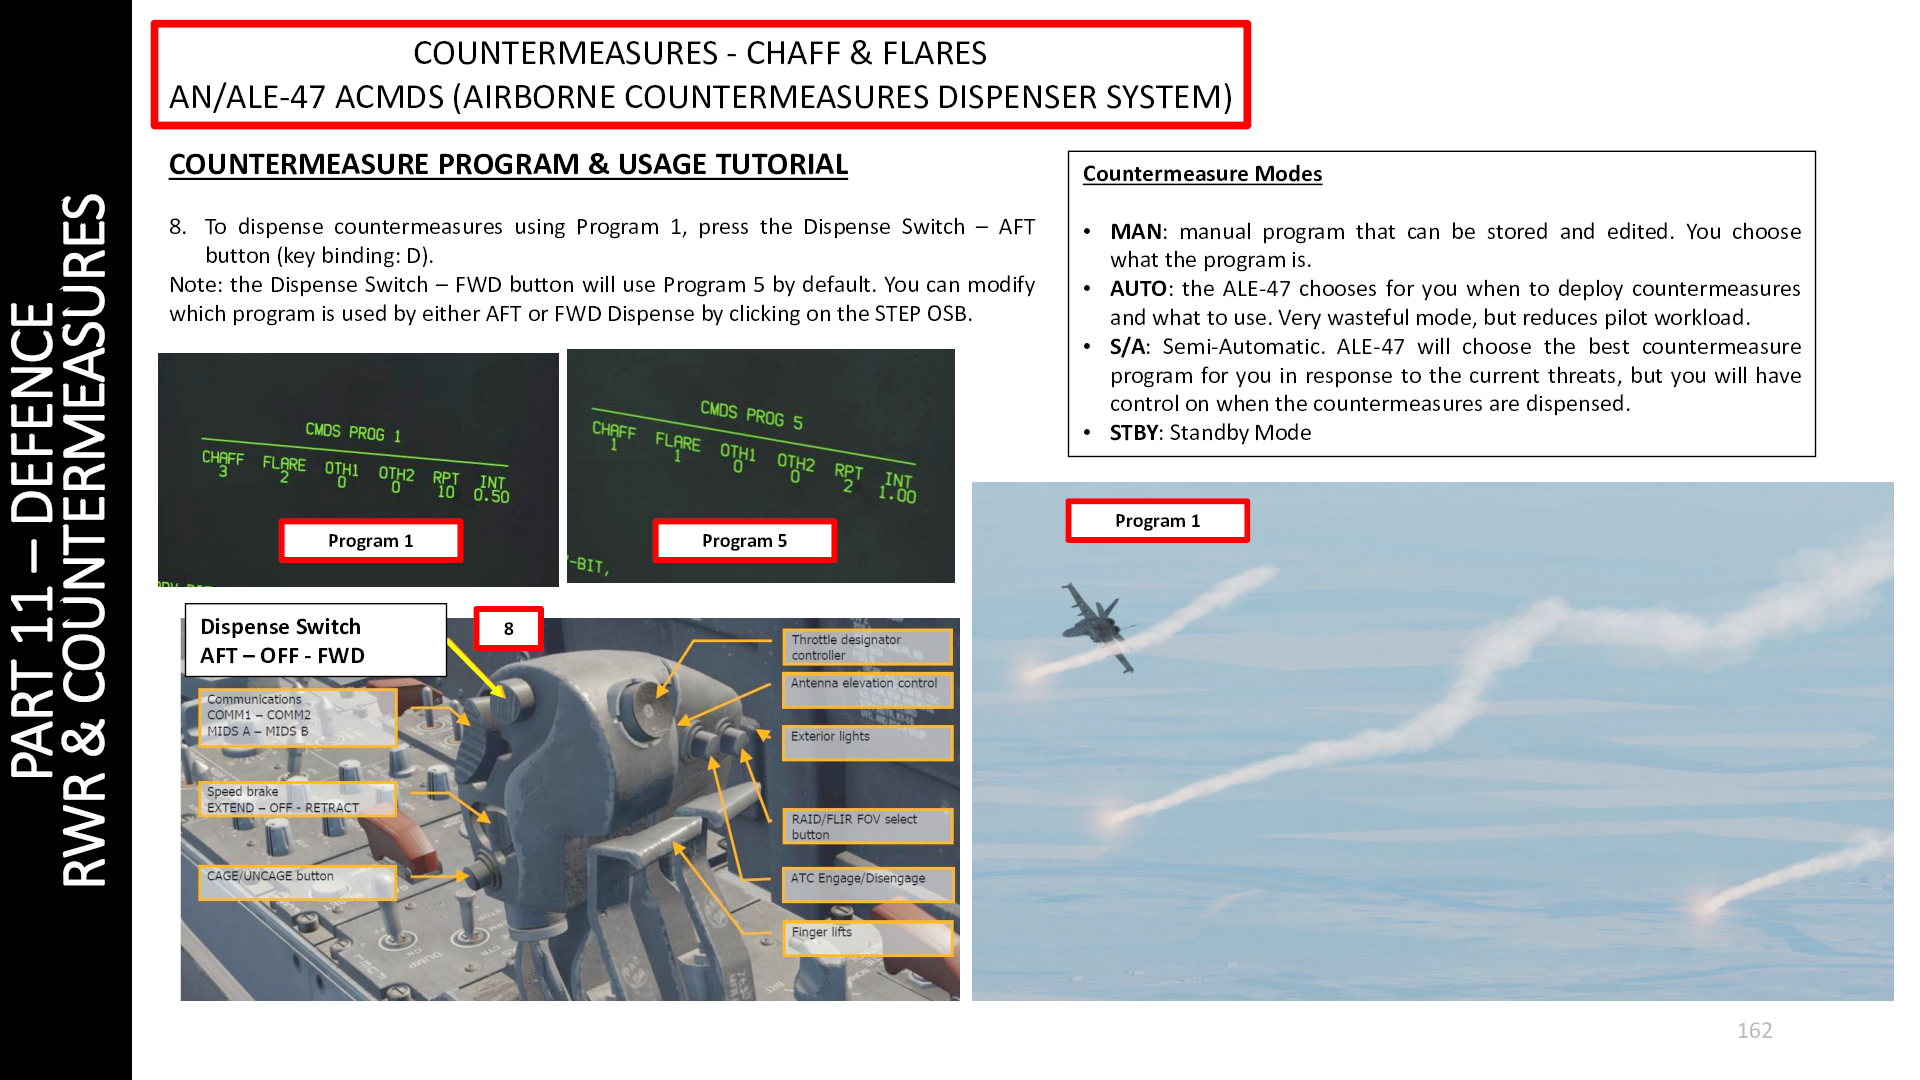 PART 11 – DEFENCE
RWR & COUNTERMEASURES
COUNTERMEASURES - CHAFF & FLARES
AN/ALE-47 ACMDS (AIRBORNE COUNTERMEASURES DISPENSER SYSTEM)
COUNTERMEASURE PROGRAM & USAGE TUTORIAL
8. To dispense countermeasures using Program 1, press the Dispense Switch – AFT
button (key binding: D).
Note: the Dispense Switch – FWD button will use Program 5 by default. You can modify
which program is used by either AFT or FWD Dispense by clicking on the STEP OSB.
Countermeasure Modes
• MAN: manual program that can be stored and edited. You choose
what the program is.
• AUTO: the ALE-47 chooses for you when to deploy countermeasures
and what to use. Very wasteful mode, but reduces pilot workload.
• S/A: Semi-Automatic. ALE-47 will choose the best countermeasure
program for you in response to the current threats, but you will have
control on when the countermeasures are dispensed.
• STBY: Standby Mode
CMDS PROG 1
CHAFF FLARE OTH1 OTH2 RPT INT
3 2 0 0 10 0.50
Program 1
CMDS PROG 5
CHAFF FLARE OTH1 OTH2 RPT INT
1 1 0 0 2 1.00
-BIT,
Program 5
Dispense Switch
AFT – OFF - FWD
8
Communications
COMM1 – COMM2
MIDS A – MIDS B
Speed brake
EXTEND – OFF - RETRACT
CAGE/UNCAGE button
Throttle designator
controller
Antenna elevation control
Exterior lights
RAID/FLIR FOV select
button
ATC Engage/Disengage
Finger lifts
DUMP
ON
Program 1
162